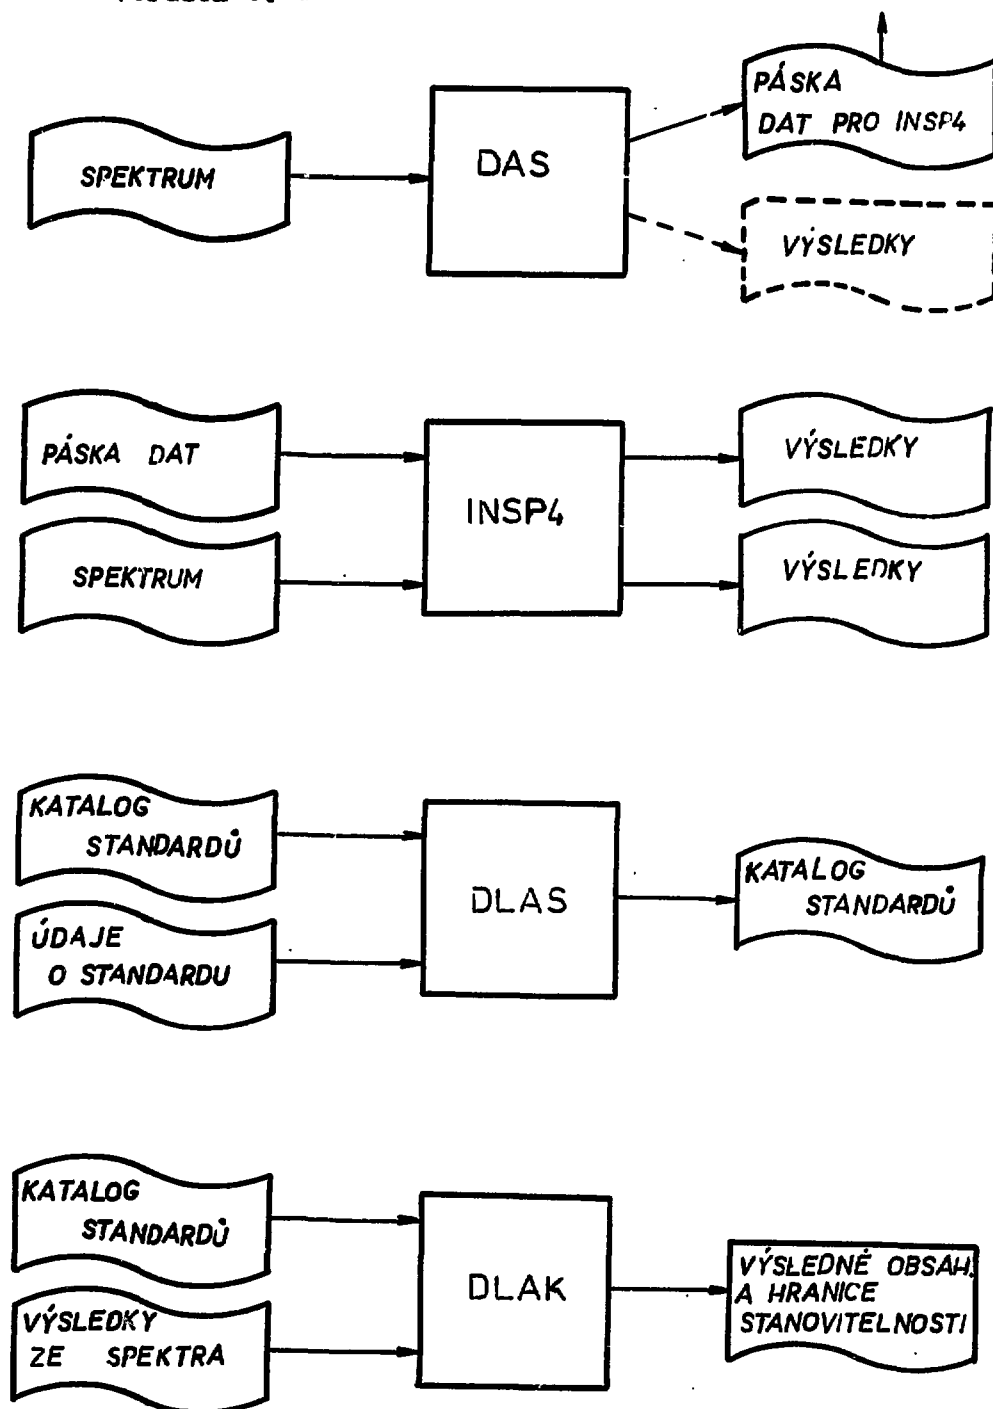 SPEKTRUM
DAS
PÁSKA
DAT PRO INSP4
VÝSLEDKY
PÁSKA DAT
SPEKTRUM
INSP4
VÝSLEDKY
VÝSLEDKY
KATALOG
STANDARDŮ
ÚDAJE
O STANDARDU
DLAS
KATALOG
STANDARDŮ
KATALOG
STANDARDŮ
VÝSLEDKY
ZE SPEKTRA
DLAK
VÝSLEDNÉ OBSAH.
A HRANICE
STANOVITELNOSTI